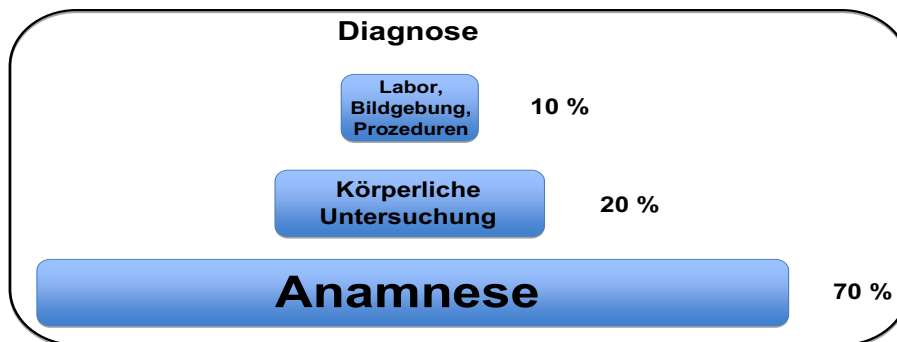 Diagnose
Labor,
Bildgebung,
Prozeduren
10 %
Körperliche
Untersuchung
20 %
Anamnese
70 %